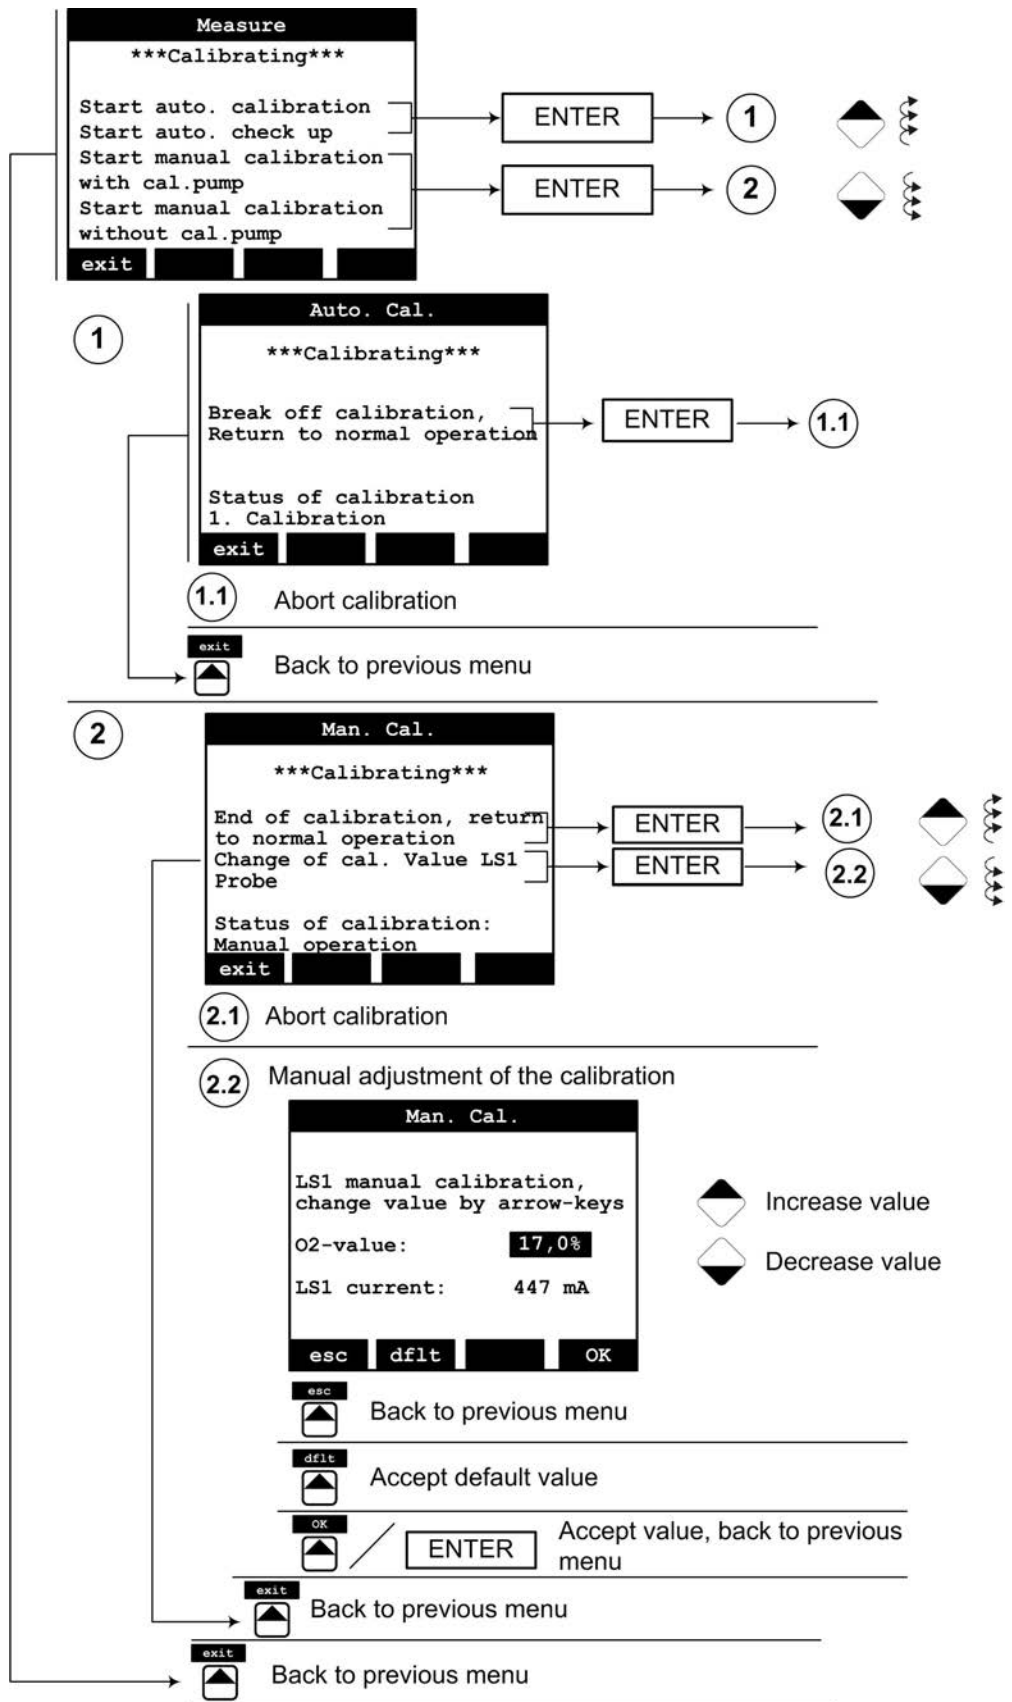 Measure
***Calibrating***
Start auto. calibration
Start auto. check up
Start manual calibration
with cal.pump
Start manual calibration
without cal.pump
exit
ENTER
1
ENTER
2
1
Auto. Cal.
***Calibrating***
Break off calibration,
Return to normal operation
Status of calibration
1. Calibration
exit
ENTER
1.1
1.1 Abort calibration
exit
Back to previous menu
2
Man. Cal.
***Calibrating***
End of calibration, return
to normal operation
Change of cal. Value LS1
Probe
Status of calibration:
Manual operation
exit
ENTER
2.1
ENTER
2.2
2.1 Abort calibration
2.2 Manual adjustment of the calibration
Man. Cal.
LS1 manual calibration,
change value by arrow-keys
O2-value: 17,0%
LS1 current: 447 mA
esc dflt OK
Increase value
Decrease value
esc
Back to previous menu
dflt
Accept default value
OK
ENTER
Accept value, back to previous
menu
exit
Back to previous menu
exit
Back to previous menu